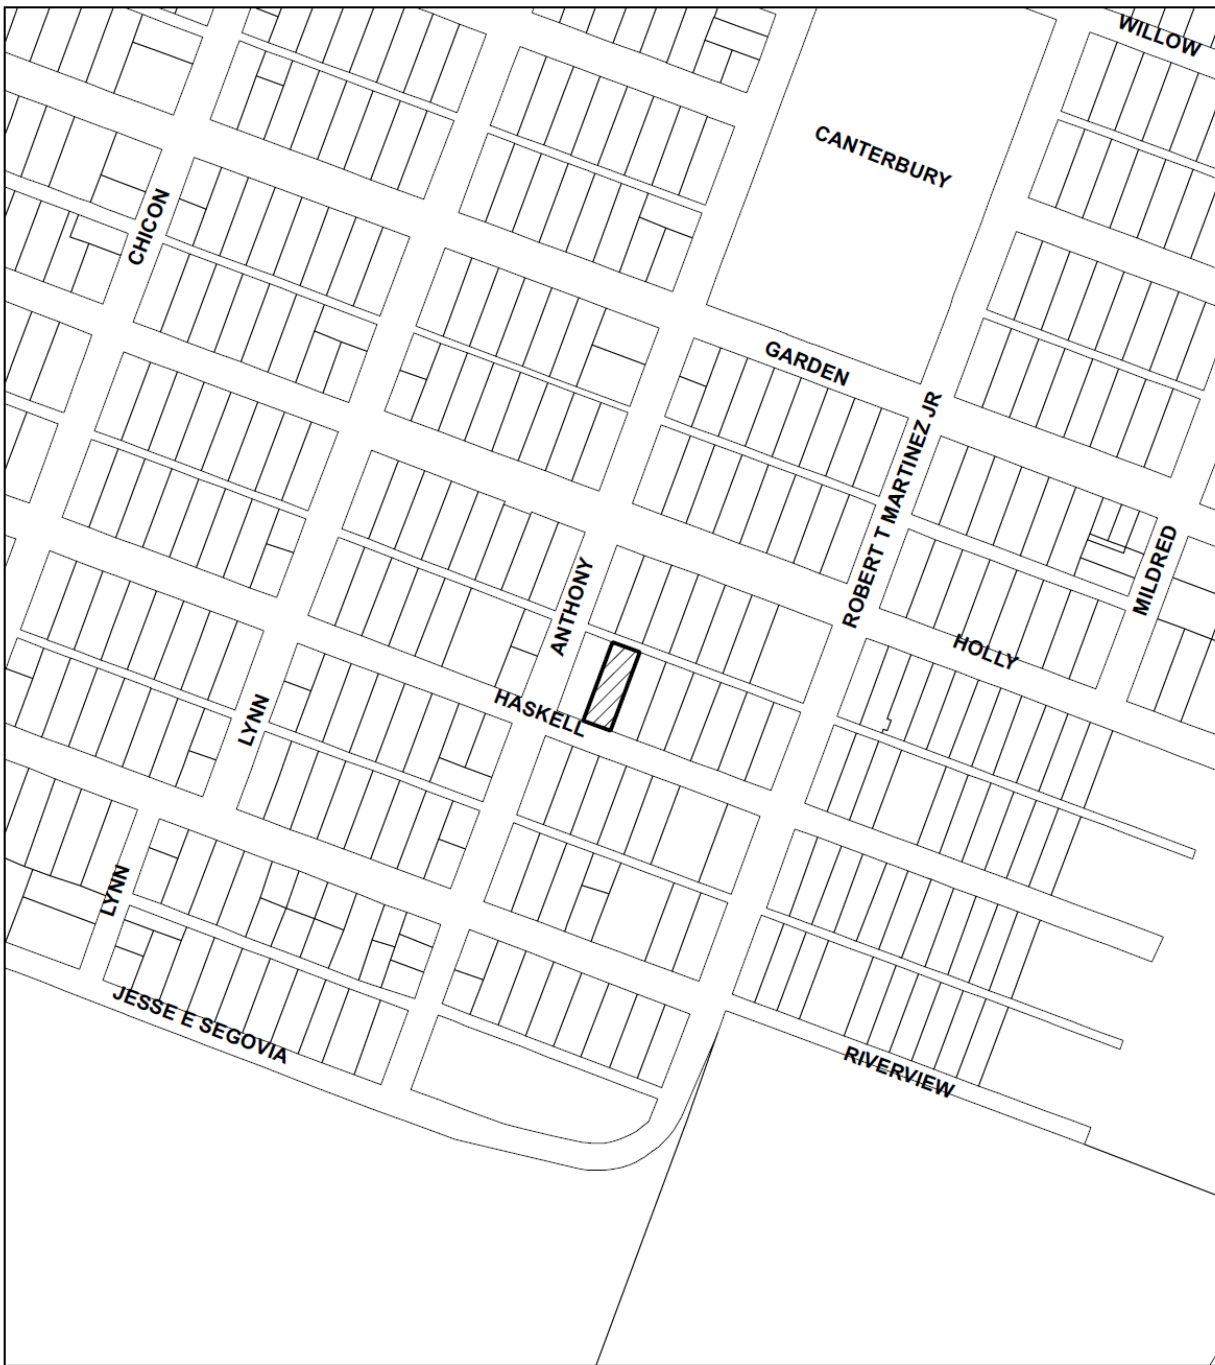 WILLOW
CANTERBURY
CHICON
GARDEN
ROBERT T MARTINEZ JR
MILDRED
ANTHONY
HOLLY
HASKELL
LYNN
LYNN
JESSE E SEGOVIA
RIVERVIEW